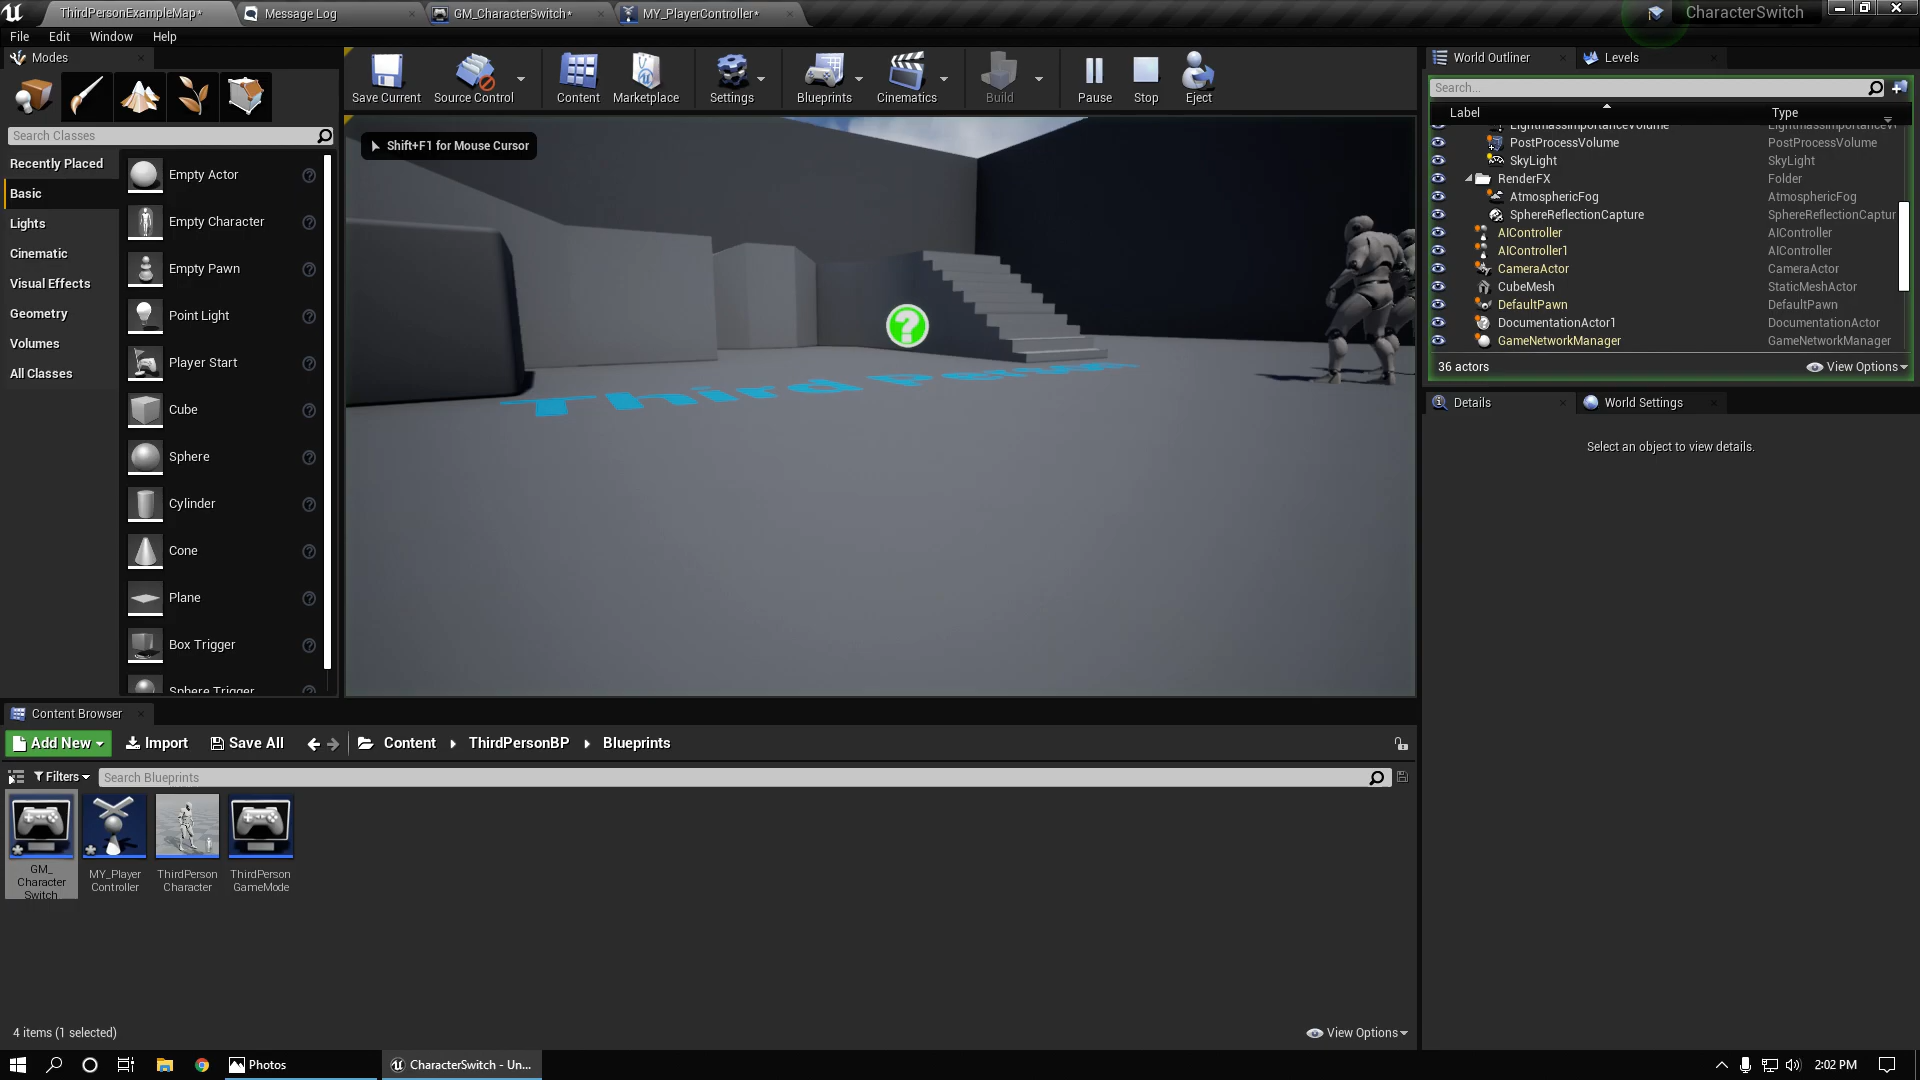 ThirdPersonExampleMap*
Message Log
GM_CharacterSwitch*
MY_PlayerController*
CharacterSwitch
File
Edit
Window
Help
Modes
Save Current
Source Control
Content
Marketplace
Settings
Blueprints
Cinematics
Build
Pause
Stop
Eject
World Outliner
Levels
Search...
Label
Type
LightmassImportanceVolume
PostProcessVolume
PostProcessVolume
SkyLight
SkyLight
RenderFX
Folder
AtmosphericFog
AtmosphericFog
SphereReflectionCapture
SphereReflectionCaptur
AIController
AIController
AIController1
AIController
CameraActor
CameraActor
CubeMesh
StaticMeshActor
DefaultPawn
DefaultPawn
DocumentationActor1
DocumentationActor
GameNetworkManager
GameNetworkManager
36 actors
View Options
Search Classes
Recently Placed
Basic
Lights
Cinematic
Visual Effects
Geometry
Volumes
All Classes
Empty Actor
Empty Character
Empty Pawn
Point Light
Player Start
Cube
Sphere
Cylinder
Cone
Plane
Box Trigger
Sphere Trigger
Shift+F1 for Mouse Cursor
?
Third Person
Details
World Settings
Select an object to view details.
Content Browser
Add New
Import
Save All
Content
ThirdPersonBP
Blueprints
Filters
Search Blueprints
GM_
Character
Switch
MY_Player
Controller
ThirdPerson
Character
ThirdPerson
GameMode
4 items (1 selected)
View Options
Photos
CharacterSwitch - Un...
2:02 PM